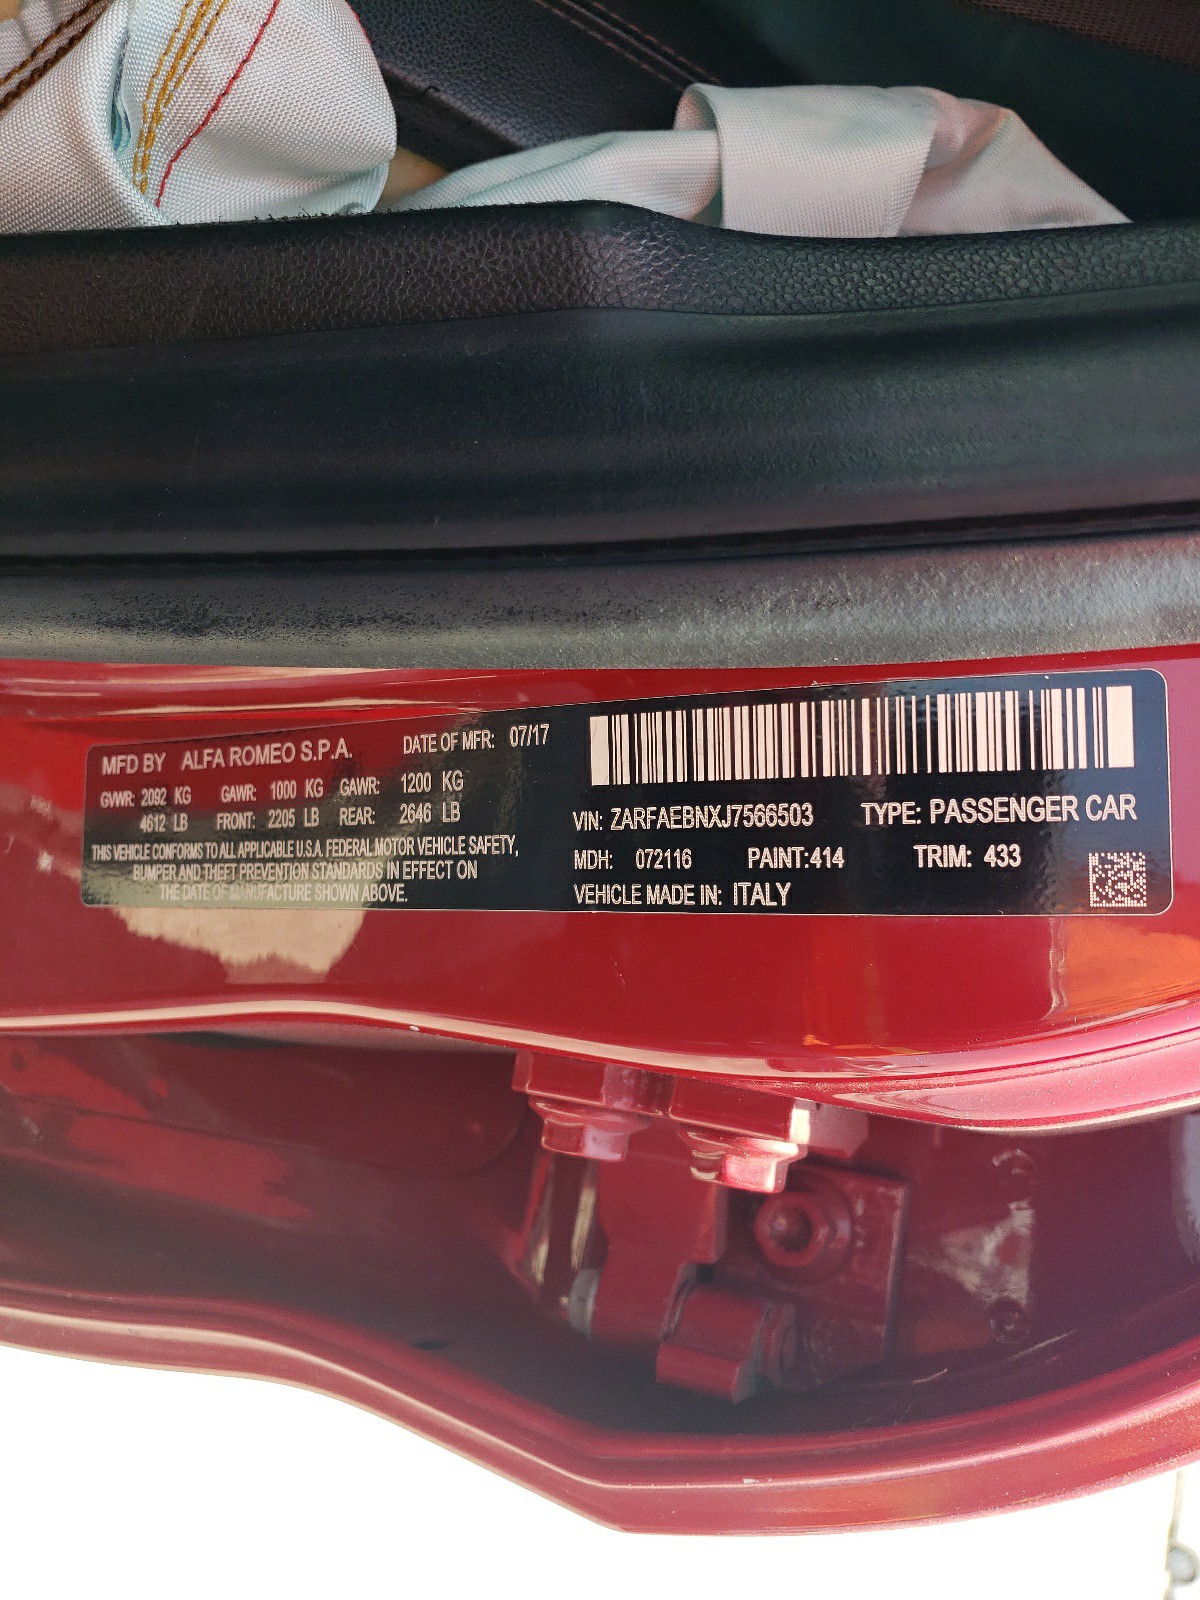 MFD BY ALFA ROMEO S.P.A. DATE OF MFR: 07/17
GVWR: 2092 KG GAWR: 1000 KG GAWR: 1200 KG
4612 LB FRONT: 2205 LB REAR: 2646 LB
THIS VEHICLE CONFORMS TO ALL APPLICABLE U.S.A. FEDERAL MOTOR VEHICLE SAFETY,
BUMPER AND THEFT PREVENTION STANDARDS IN EFFECT ON
THE DATE OF MANUFACTURE SHOWN ABOVE.
VIN: ZARFAEBNXJ7566503 TYPE: PASSENGER CAR
MDH: 072116 PAINT:414 TRIM: 433
VEHICLE MADE IN: ITALY